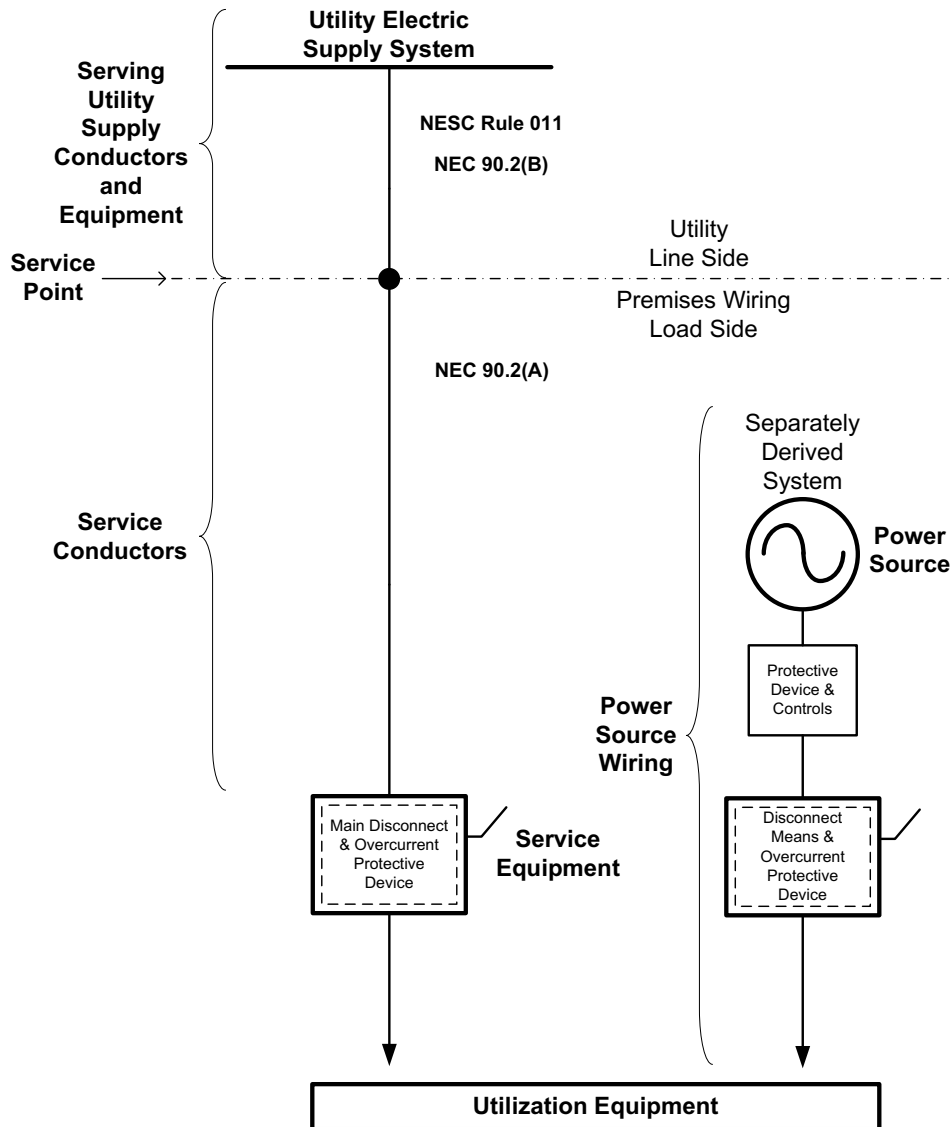 Utility Electric
Supply System
Serving
Utility
Supply
Conductors
and
Equipment
NESC Rule 011
NEC 90.2(B)
Utility
Line Side
Service
Point
Premises Wiring
Load Side
NEC 90.2(A)
Separately
Derived
System
Power
Source
Service
Conductors
Protective
Device &
Controls
Power
Source
Wiring
Main Disconnect
& Overcurrent
Protective
Device
Service
Equipment
Disconnect
Means &
Overcurrent
Protective
Device
Utilization Equipment